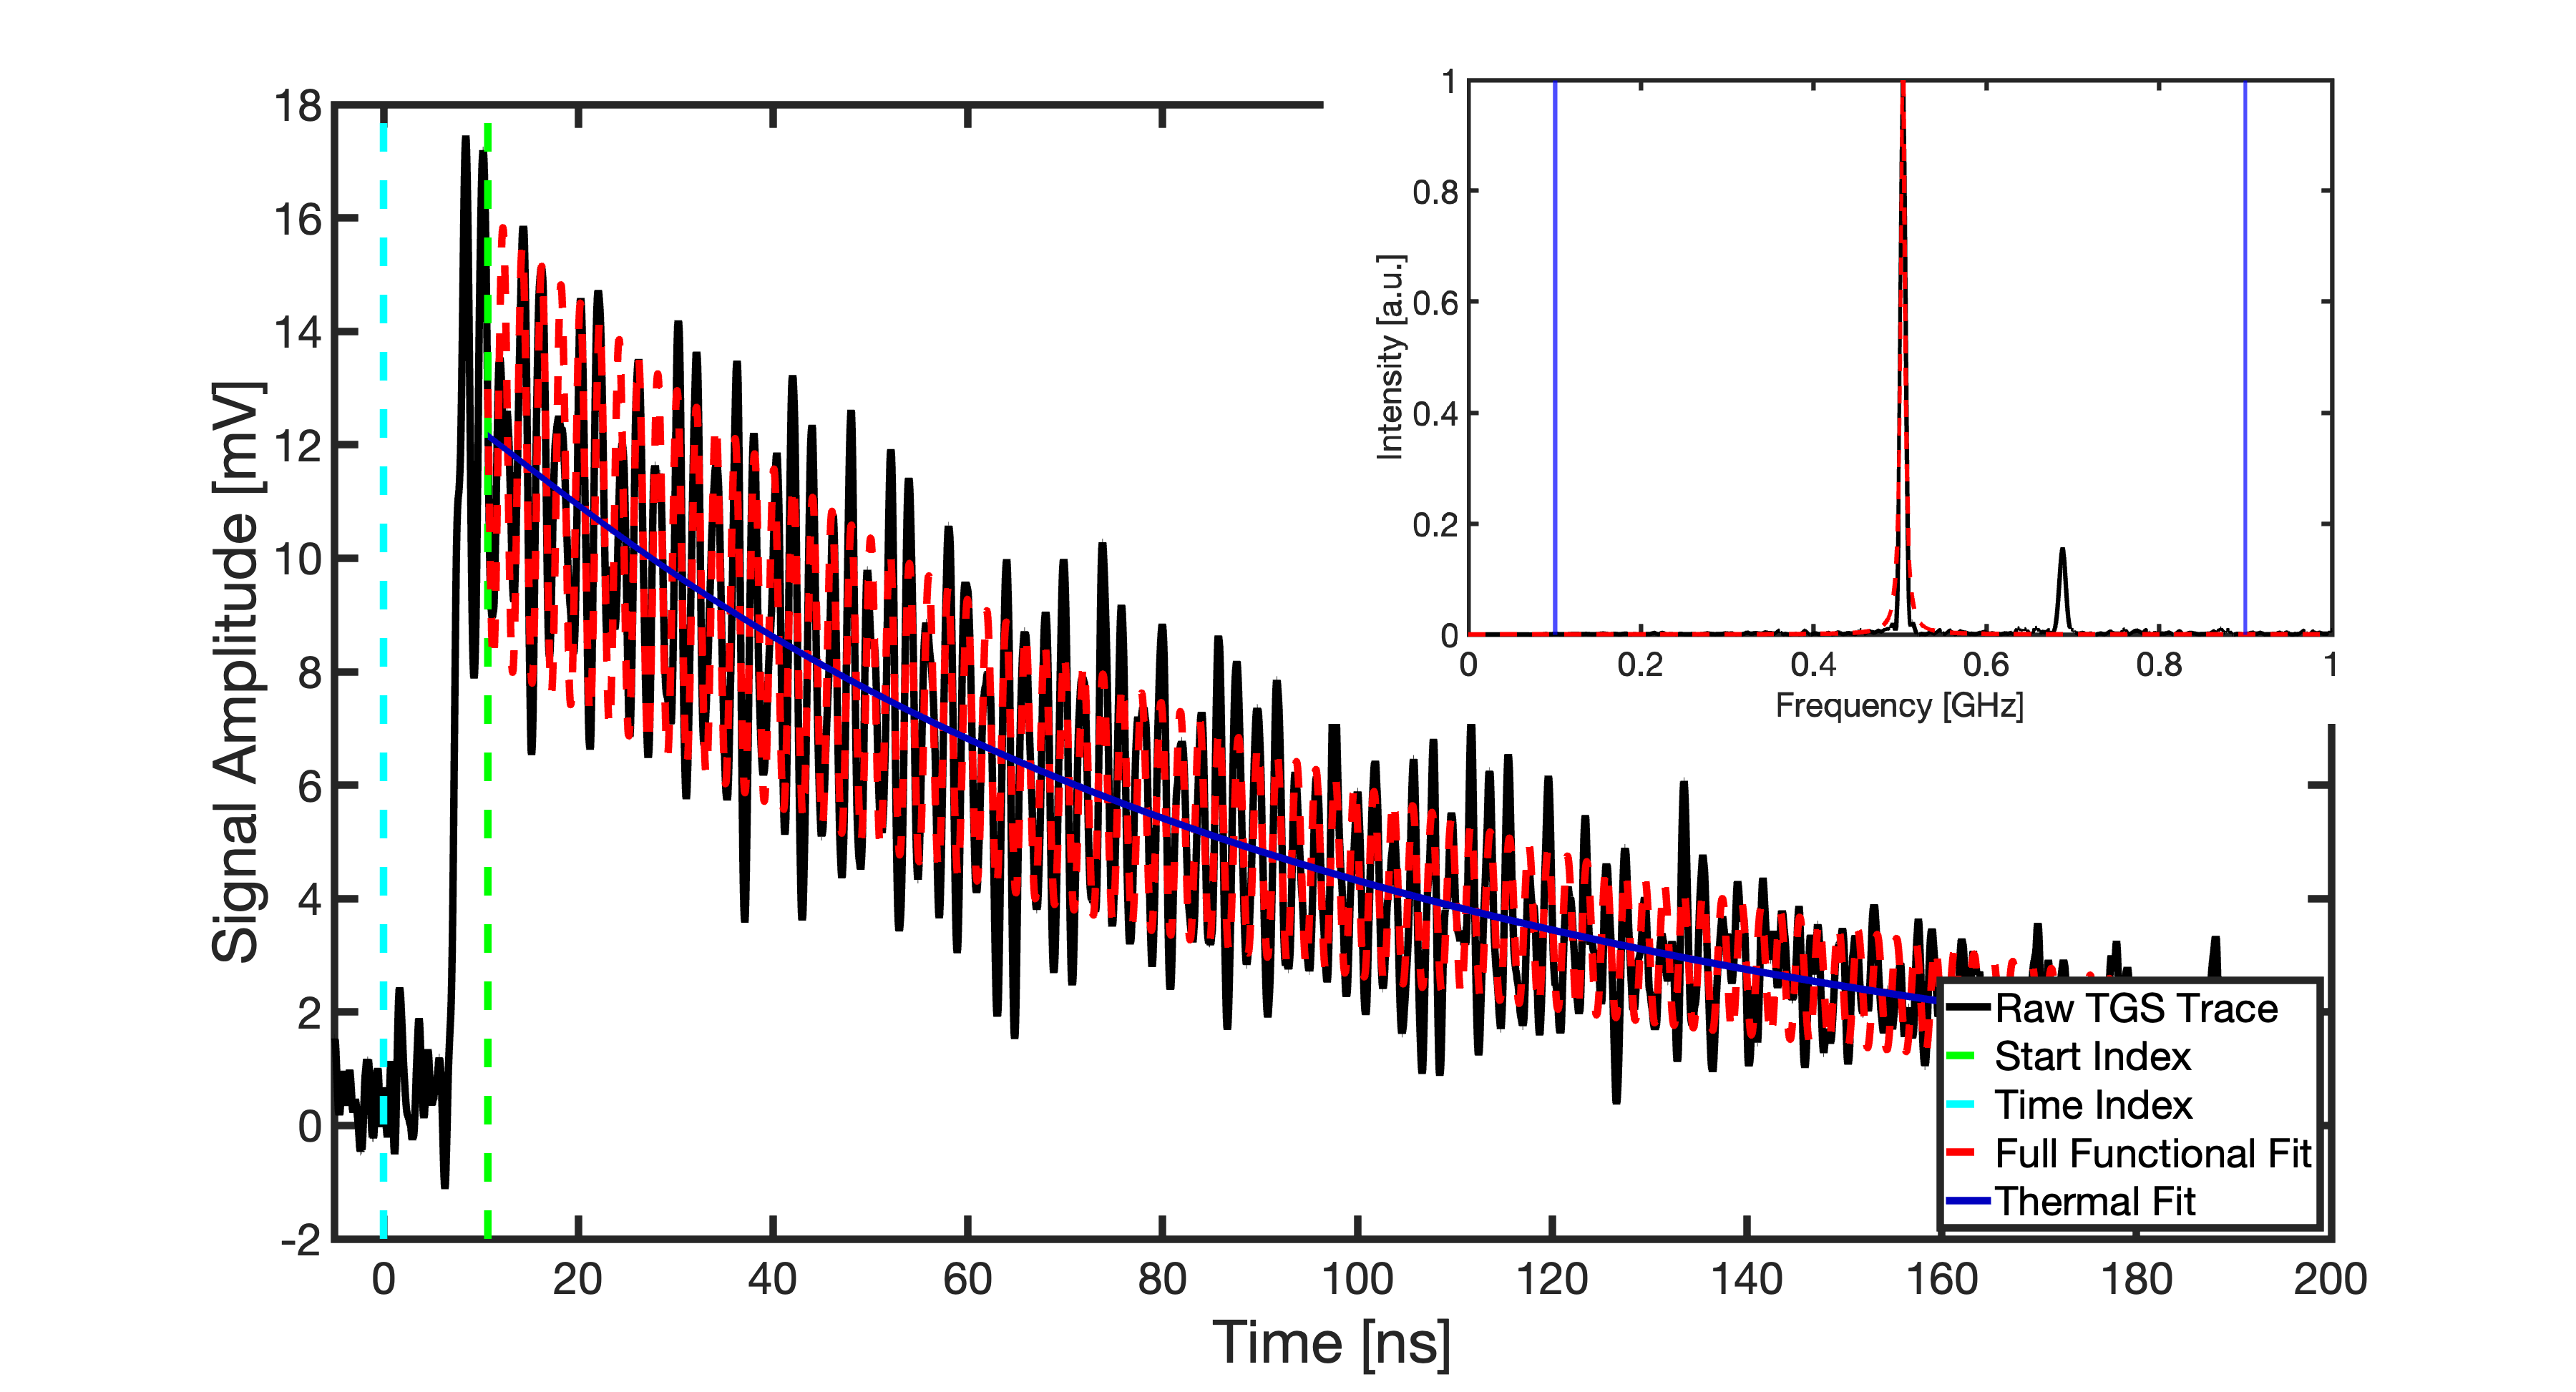 18
16
14
12
10
8
6
4
2
0
-2
Signal Amplitude [mV]
0 20 40 60 80 100 120 140 160 180 200
Time [ns]
1
0.8
0.6
0.4
0.2
0
Intensity [a.u.]
0 0.2 0.4 0.6 0.8 1
Frequency [GHz]
Raw TGS Trace
Start Index
Time Index
Full Functional Fit
Thermal Fit